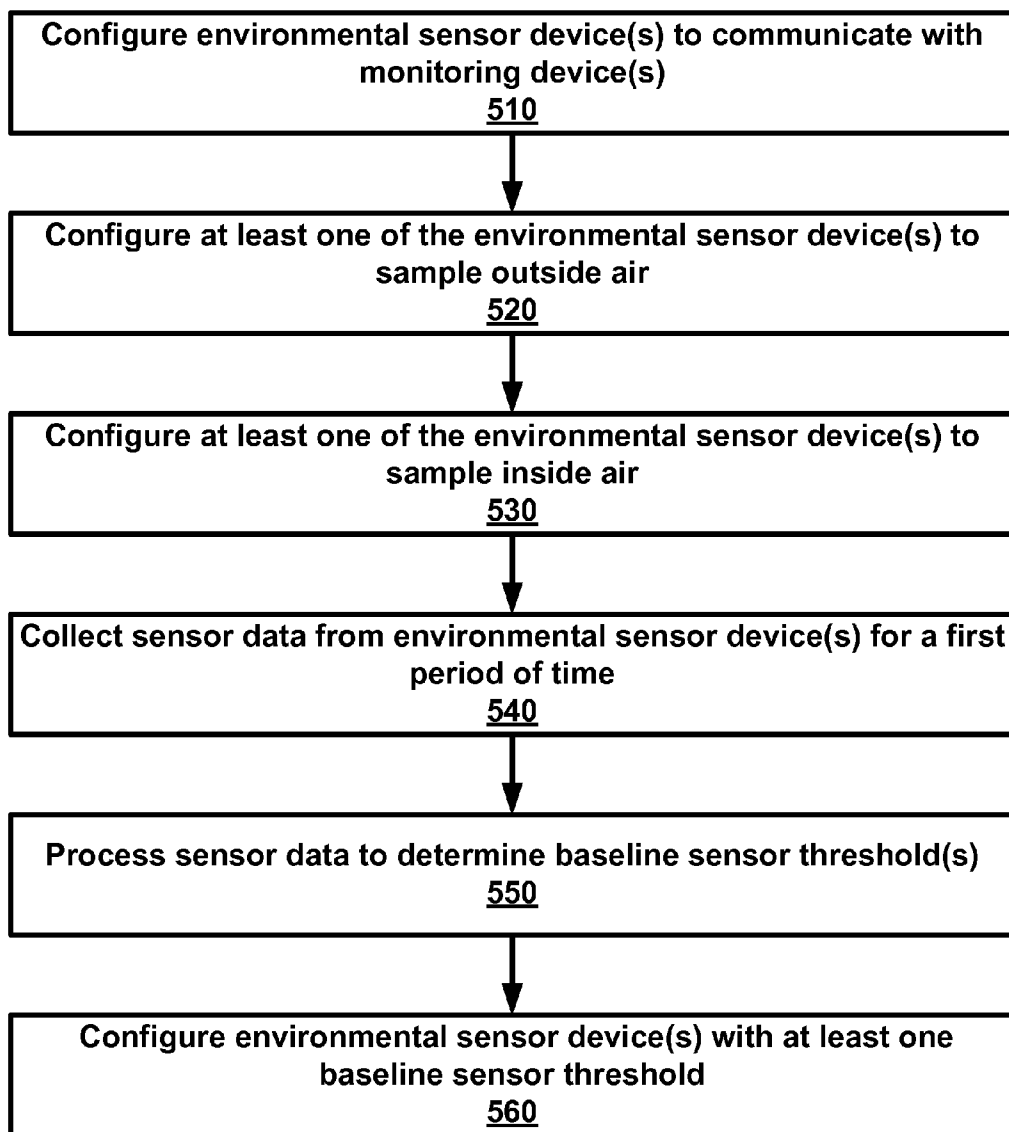 Configure environmental sensor device(s) to communicate with
monitoring device(s)
510
Configure at least one of the environmental sensor device(s) to
sample outside air
520
Configure at least one of the environmental sensor device(s) to
sample inside air
530
Collect sensor data from environmental sensor device(s) for a first
period of time
540
Process sensor data to determine baseline sensor threshold(s)
550
Configure environmental sensor device(s) with at least one
baseline sensor threshold
560